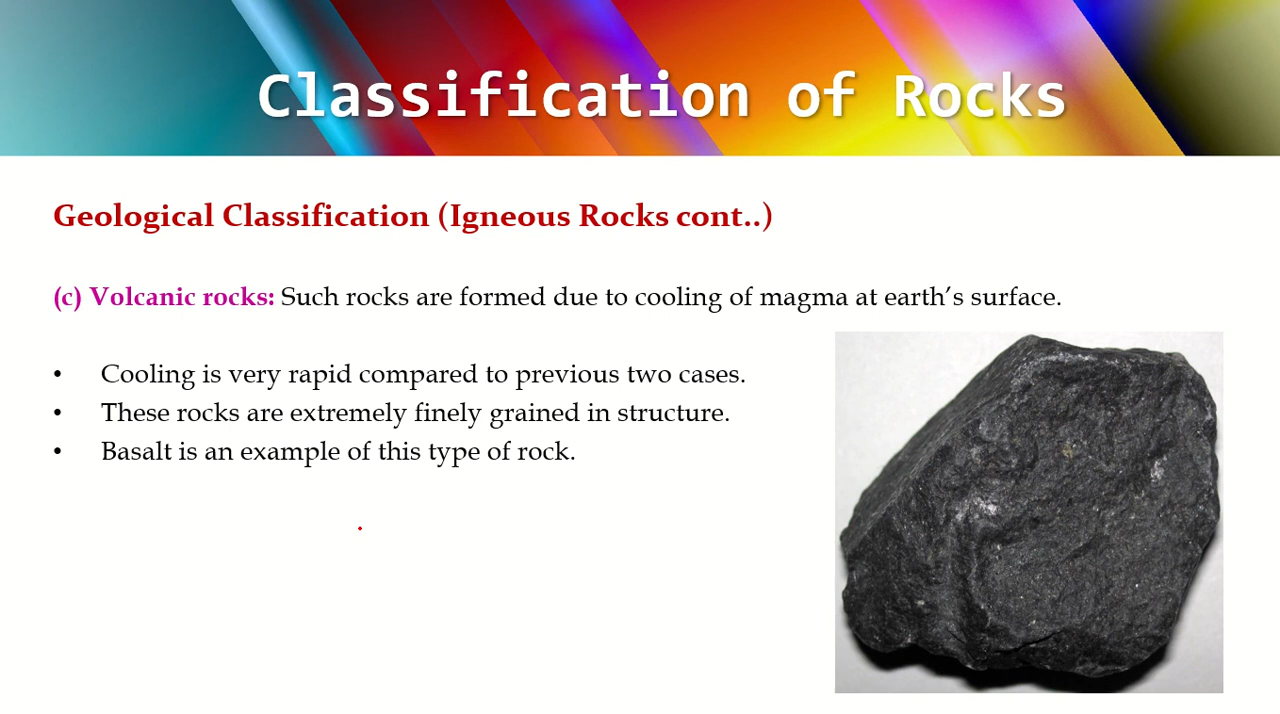 Classification of Rocks
Geological Classification (Igneous Rocks cont..)
(c) Volcanic rocks: Such rocks are formed due to cooling of magma at earth’s surface.
• Cooling is very rapid compared to previous two cases.
• These rocks are extremely finely grained in structure.
• Basalt is an example of this type of rock.